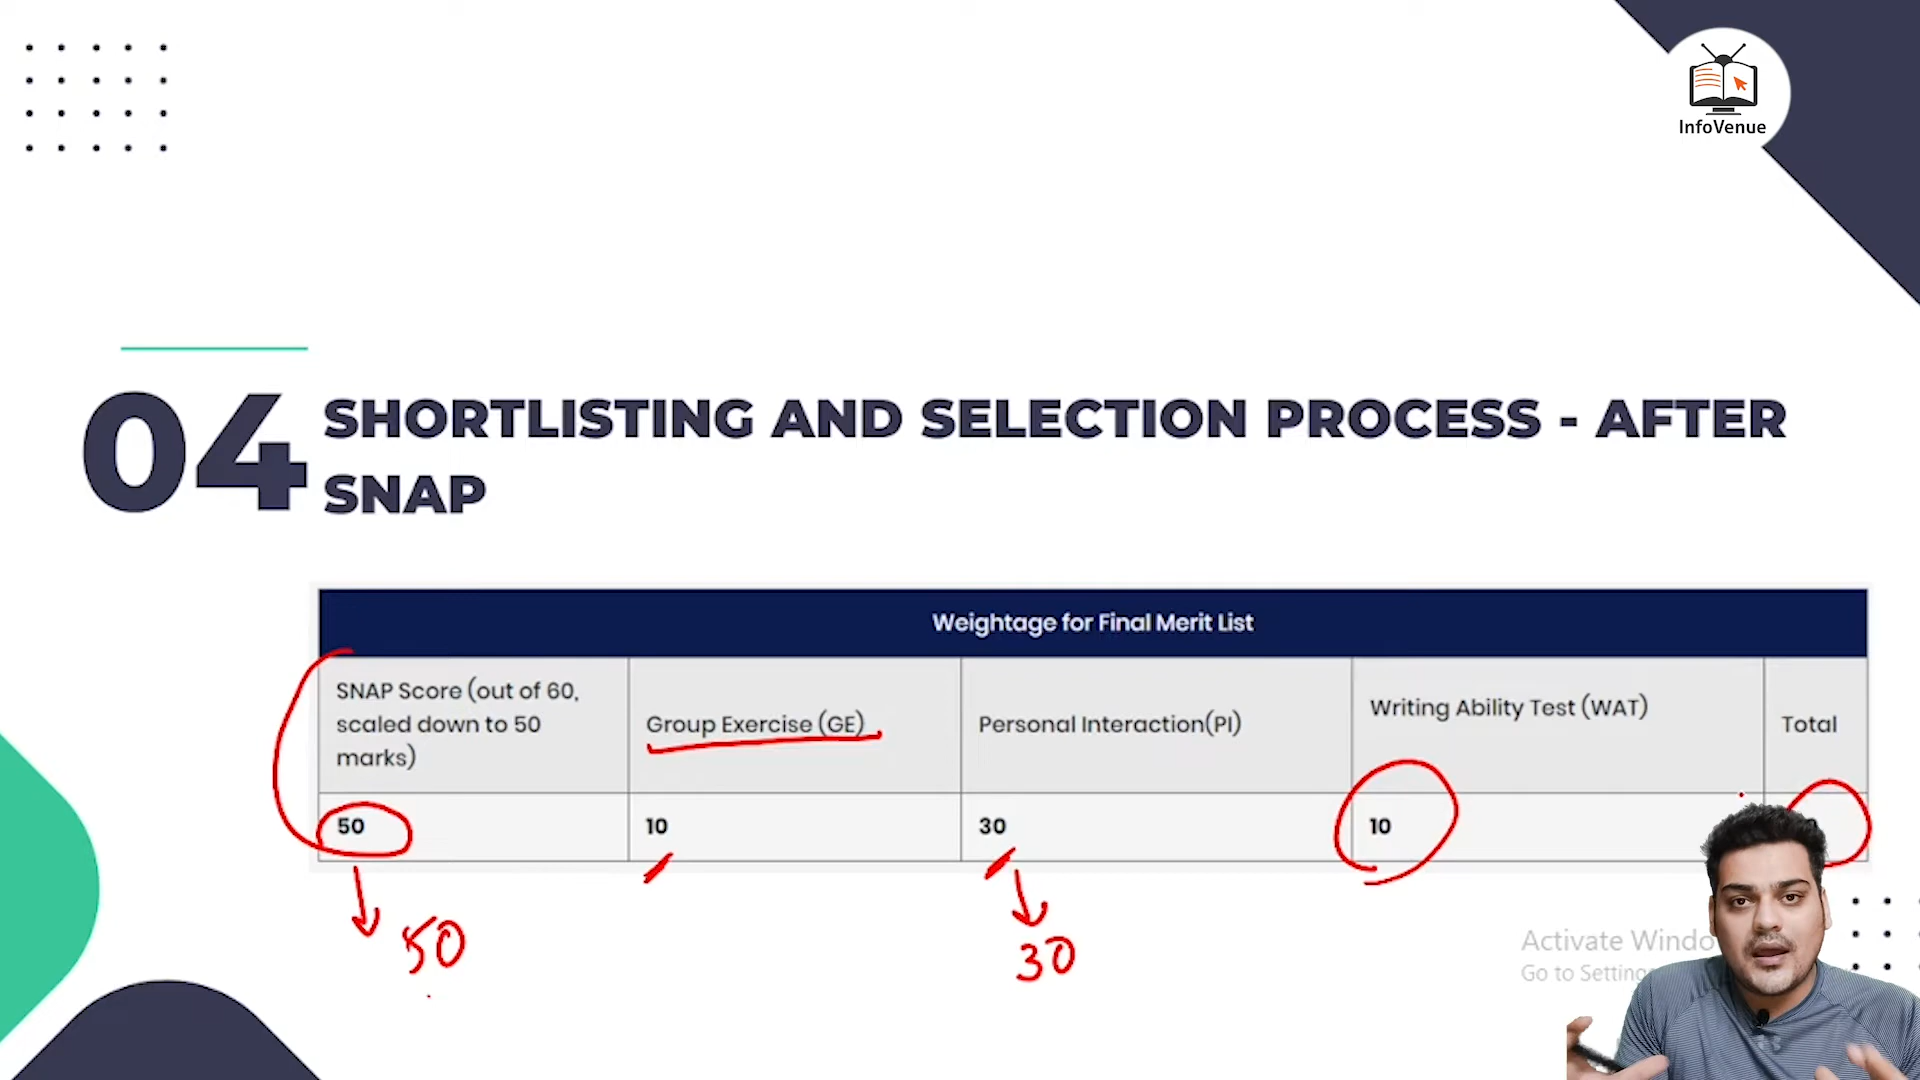 InfoVenue
04
SHORTLISTING AND SELECTION PROCESS - AFTER
SNAP
Weightage for Final Merit List
SNAP Score (out of 60,
scaled down to 50
marks)
Group Exercise (GE)
Personal Interaction(PI)
Writing Ability Test (WAT)
Total
50
10
30
10
50
30
Activate Windo
Go to Setting